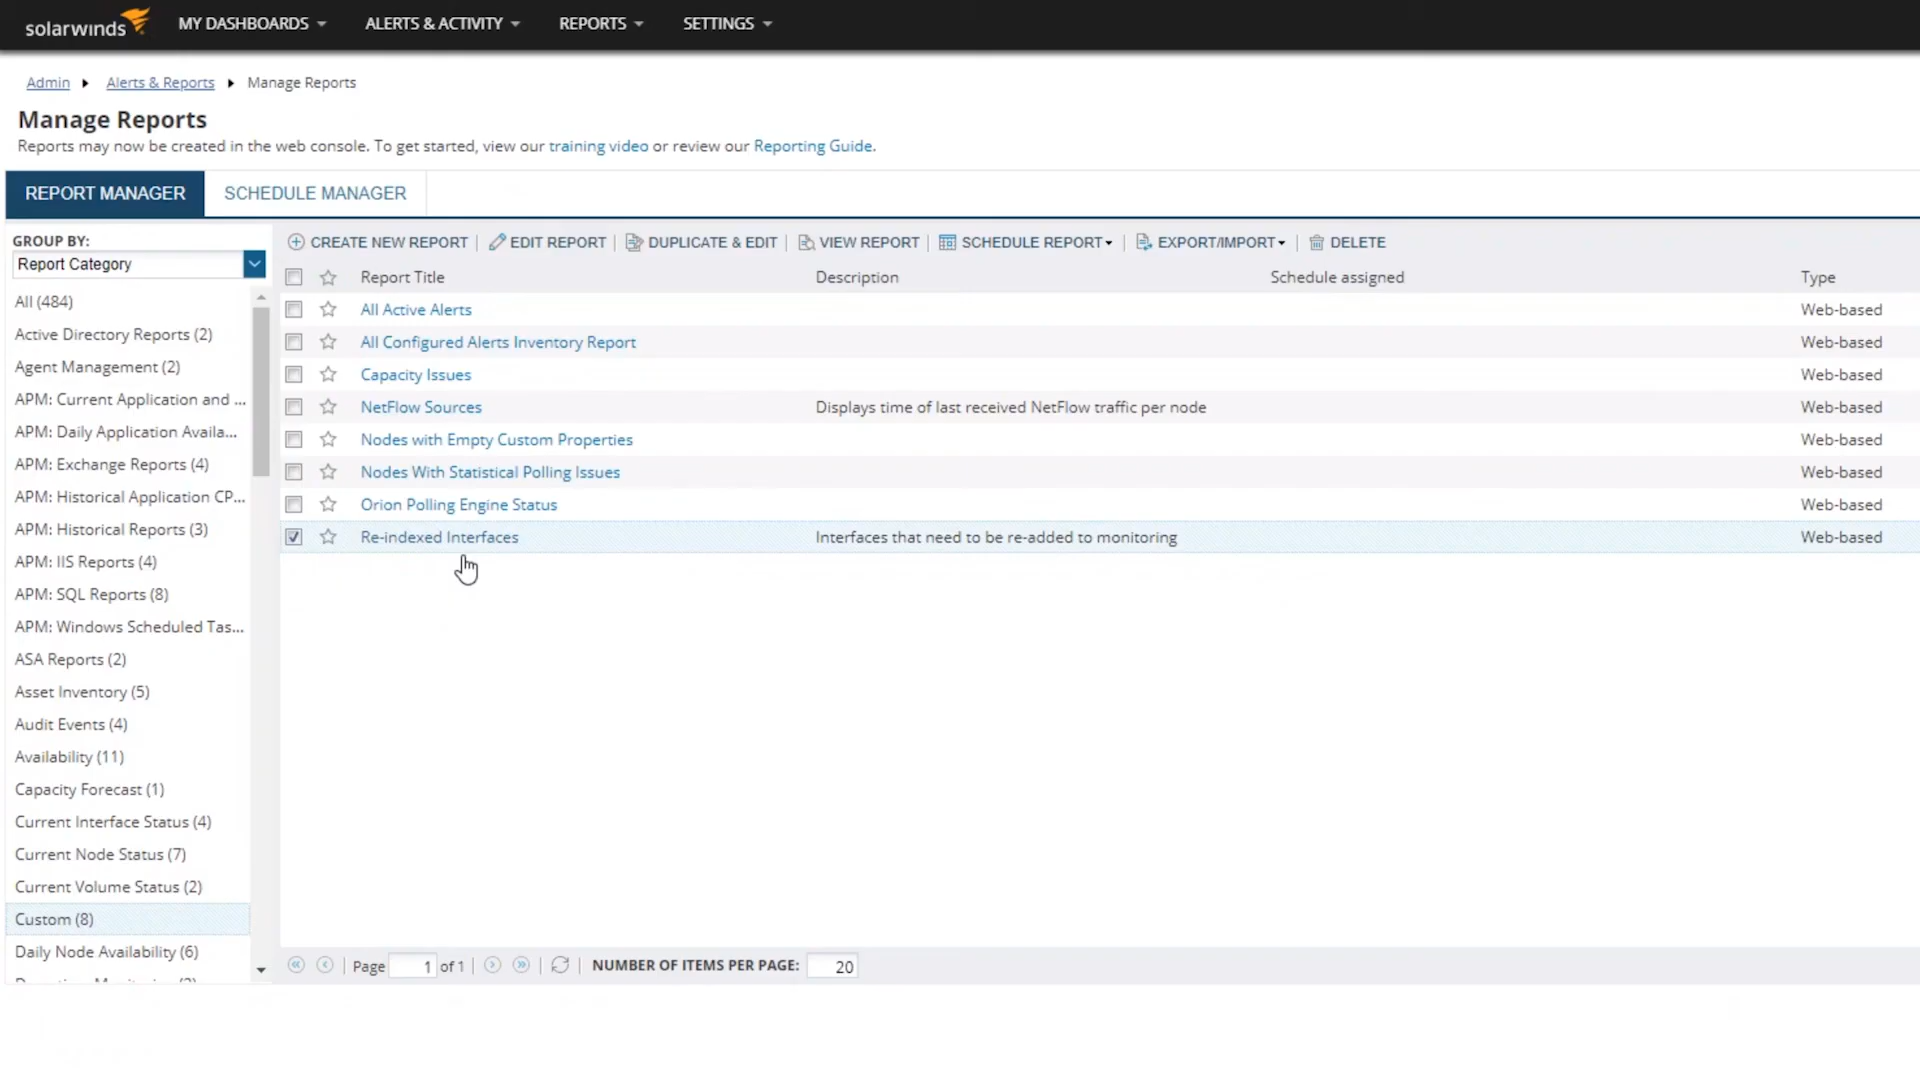 solarwinds MY DASHBOARDS ALERTS & ACTIVITY REPORTS SETTINGS
Admin Alerts & Reports Manage Reports
Manage Reports
Reports may now be created in the web console. To get started, view our training video or review our Reporting Guide.
REPORT MANAGER SCHEDULE MANAGER
GROUP BY:
Report Category
All (484)
Active Directory Reports (2)
Agent Management (2)
APM: Current Application and ...
APM: Daily Application Availa...
APM: Exchange Reports (4)
APM: Historical Application CP...
APM: Historical Reports (3)
APM: IIS Reports (4)
APM: SQL Reports (8)
APM: Windows Scheduled Tas...
ASA Reports (2)
Asset Inventory (5)
Audit Events (4)
Availability (11)
Capacity Forecast (1)
Current Interface Status (4)
Current Node Status (7)
Current Volume Status (2)
Custom (8)
Daily Node Availability (6)
CREATE NEW REPORT EDIT REPORT DUPLICATE & EDIT VIEW REPORT SCHEDULE REPORT EXPORT/IMPORT DELETE
Report Title Description Schedule assigned Type
All Active Alerts Web-based
All Configured Alerts Inventory Report Web-based
Capacity Issues Web-based
NetFlow Sources Displays time of last received NetFlow traffic per node Web-based
Nodes with Empty Custom Properties Web-based
Nodes With Statistical Polling Issues Web-based
Orion Polling Engine Status Web-based
Re-indexed Interfaces Interfaces that need to be re-added to monitoring Web-based
Page 1 of 1 NUMBER OF ITEMS PER PAGE: 20